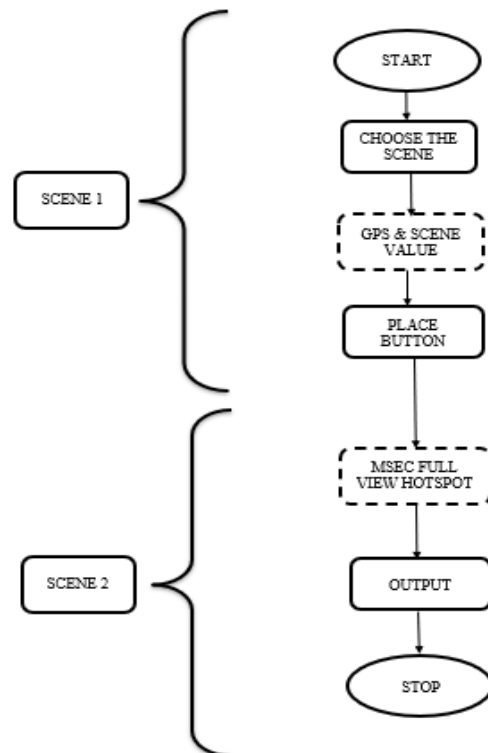 START
CHOOSE THE
SCENE
SCENE 1
GPS & SCENE
VALUE
PLACE
BUTTON
MSEC FULL
VIEW HOTSPOT
SCENE 2
OUTPUT
STOP